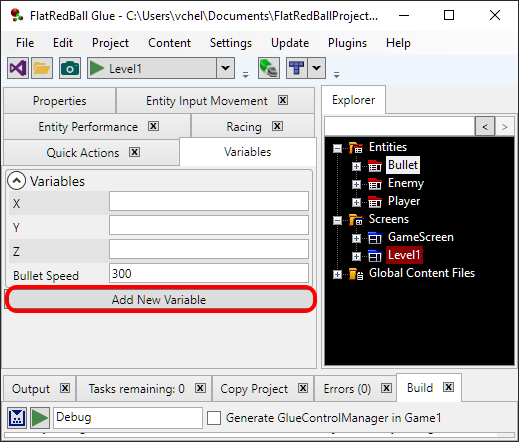 FlatRedBall Glue - C:\Users\vchel\Documents\FlatRedBallProject...
File Project Content Settings Update Plugins Help
Level1
Properties Entity Input Movement
Entity Performance Racing
Quick Actions Variables
Variables
X
Y
Z
Bullet Speed 300
Add New Variable
Explorer
< >
Entities
Bullet
Enemy
Player
Screens
GameScreen
Level1
Global Content Files
Output Tasks remaining: 0 Copy Project Errors (0) Build
Debug Generate GlueControlManager in Game1